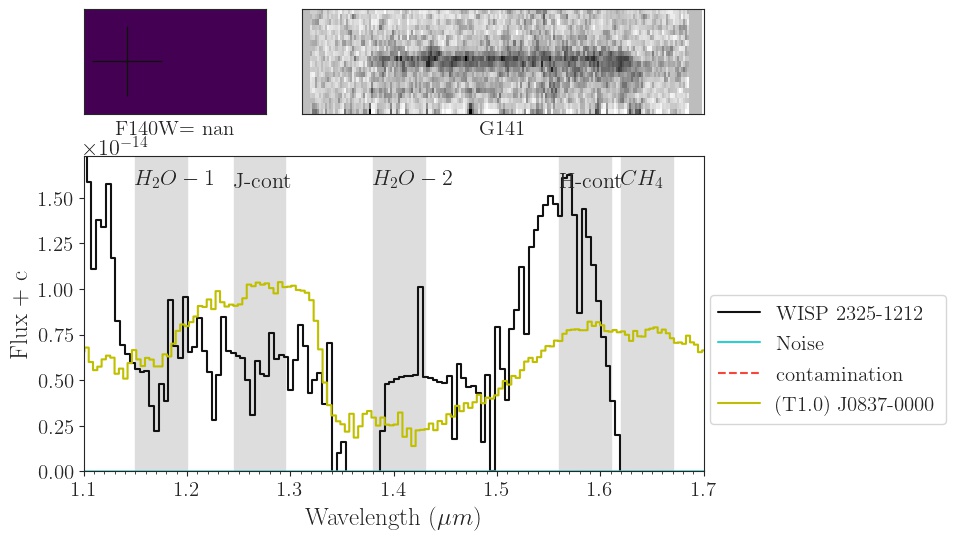 F140W= nan
G141
×10⁻¹⁴
H₂O − 1
J-cont
H₂O − 2
H-cont
CH₄
1.50
1.25
1.00
0.75
0.50
0.25
0.00
Flux + c
1.1
1.2
1.3
1.4
1.5
1.6
1.7
Wavelength (μm)
WISP 2325-1212
Noise
contamination
(T1.0) J0837-0000